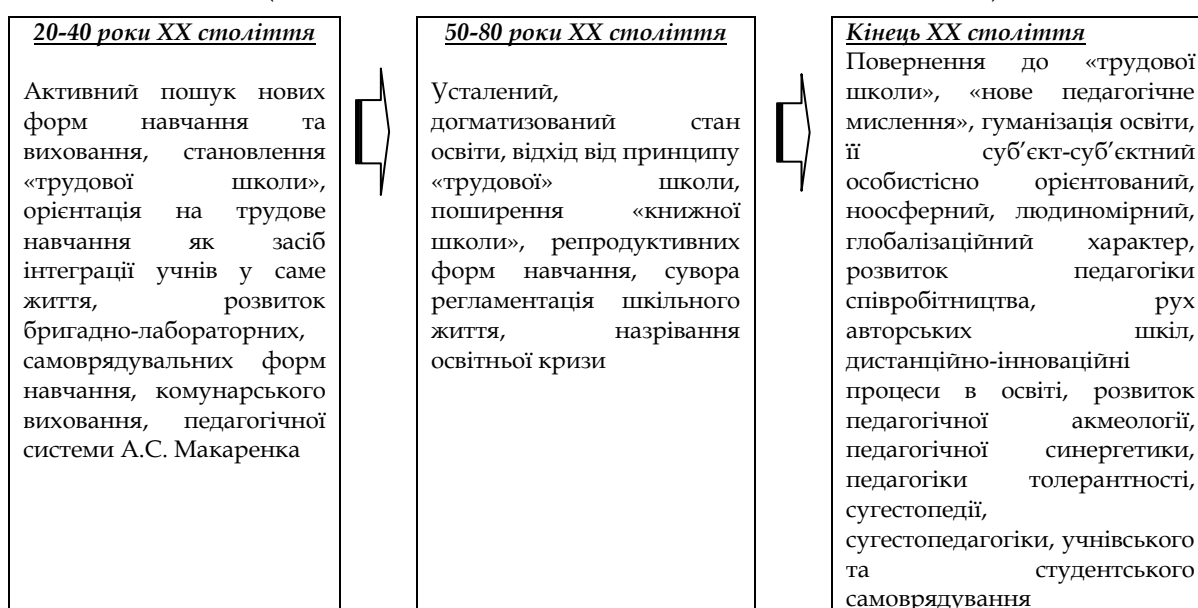 20-40 роки ХХ століття
Активний пошук нових
форм навчання та
виховання, становлення
«трудової школи»,
орієнтація на трудове
навчання як засіб
інтеграції учнів у саме
життя, розвиток
бригадно-лабораторних,
самоврядувальних форм
навчання, комунарського
виховання, педагогічної
системи А.С. Макаренка
50-80 роки ХХ століття
Усталений,
догматизований стан
освіти, відхід від принципу
«трудової» школи,
поширення «книжної
школи», репродуктивних
форм навчання, сувора
регламентація шкільного
життя, назрівання
освітньої кризи
Кінець ХХ століття
Повернення до «трудової
школи», «нове педагогічне
мислення», гуманізація освіти,
її суб’єкт-суб’єктний
особистісно орієнтований,
ноосферний, людиномірний,
глобалізаційний характер,
розвиток педагогіки
співробітництва, рух
авторських шкіл,
дистанційно-інноваційні
процеси в освіті, розвиток
педагогічної акмеології,
педагогічної синергетики,
педагогіки толерантності,
сугестопедії,
сугестопедагогіки, учнівського
та студентського
самоврядування